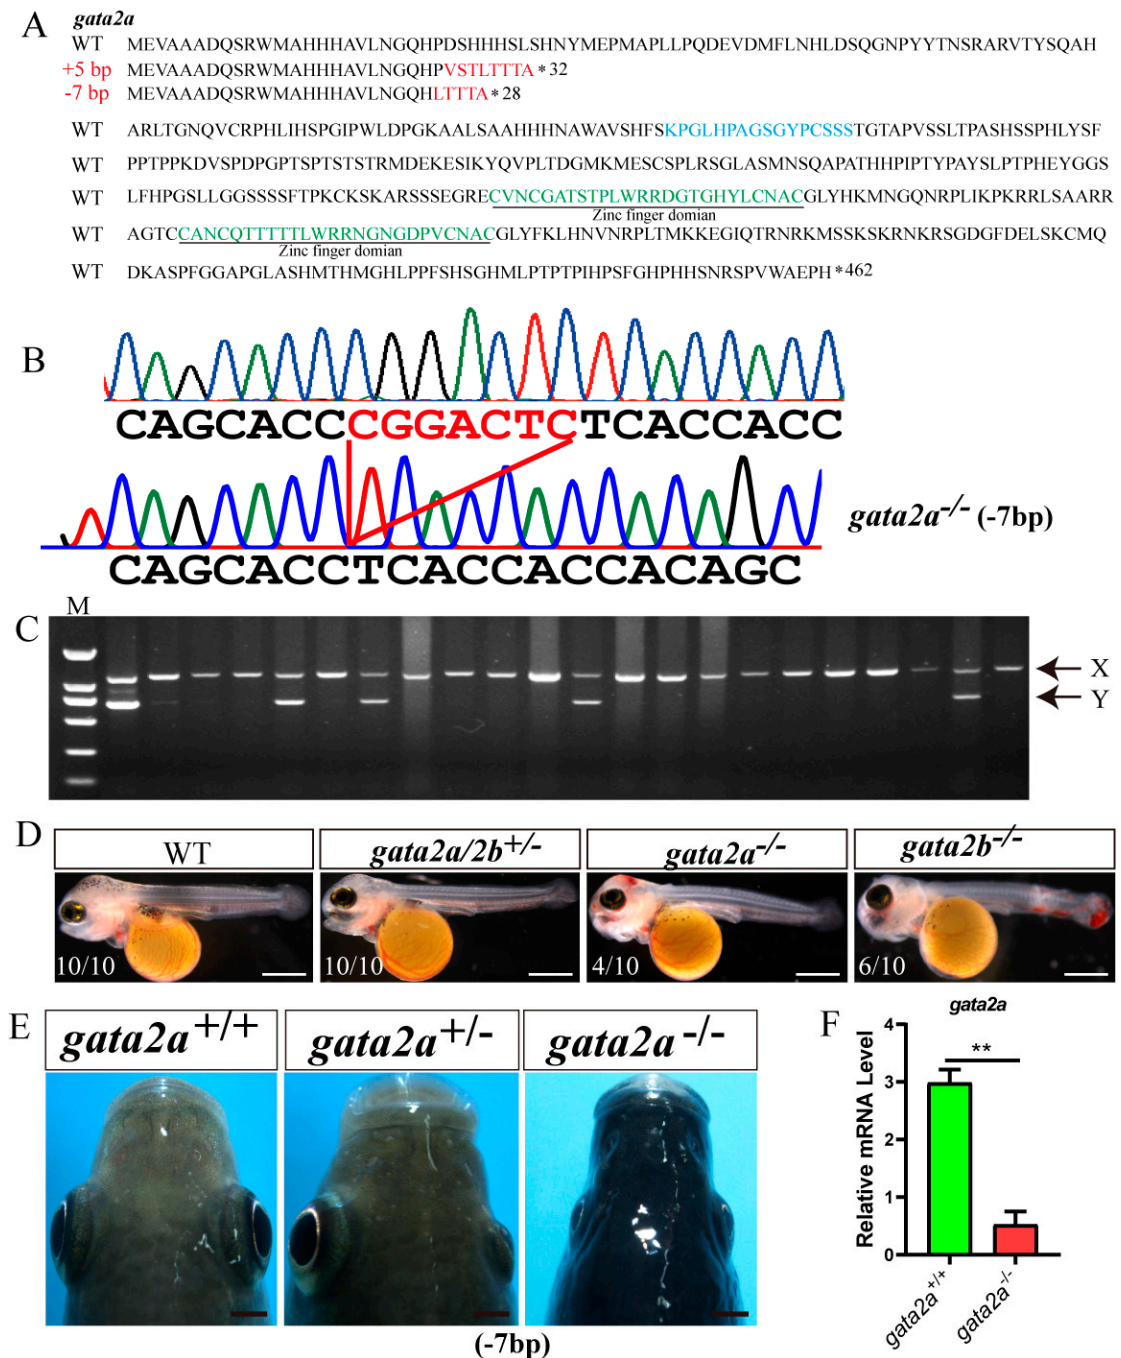 A
gata2a
WT MEVAAADQSRWMAHHHAVLNGQHPDSHHHSLSHNYMEPMAPLLPQDEVDMFLNHLDSQGNPYYTNSRARVTYSQAH
+5 bp MEVAAADQSRWMAHHHAVLNGQHPVSTLTTTA * 32
-7 bp MEVAAADQSRWMAHHHAVLNGQHLTTTA * 28
WT ARLTGNQVCRPHLIHSPGIPWLDPGKAALSAAHHHNAWAVSHFSKPGLHPAGSGYPCSSSTGTAPVSSLTPASHSSPHLYSF
WT PPTPPKDVSPDPGPTSPTSTSTRMDEKESIKYQVPLTDGMKMESCSPLRSGLASMNSQAPATHHPIPTYPAYSLPTPHEYGGS
WT LFHPGSLLGGSSSSFTPKCKSKARSSSEGRECVNCGATSTPLWRRDGTGHYLCNACGLYHKMNGQNRPLIKPKRRLSAARR
Zinc finger domian
WT AGTCCANCQTTTTTLWRRNGNGDPVCNACGLYFKLHNVNRPLTMKKEGIQTRNRKMSSKSKRNKRSGDGFDELSKCMQ
Zinc finger domian
WT DKASPFGGAPGLASHMTHMGHLPPFSHSGHMLPTPTPIHPSFGHPHHSNRSPVWAEPH * 462
B
CAGCACCCGGACTCTCACCACC
CAGCACCTCACCACCACAGC
gata2a-/- (-7bp)
C
M
X
Y
D
WT
gata2a/2b+/-
gata2a-/-
gata2b-/-
10/10
10/10
4/10
6/10
E
gata2a+/+
gata2a+/-
gata2a-/-
(-7bp)
F
gata2a
Relative mRNA Level
4
3
2
1
0
**
gata2a+/+
gata2a-/-